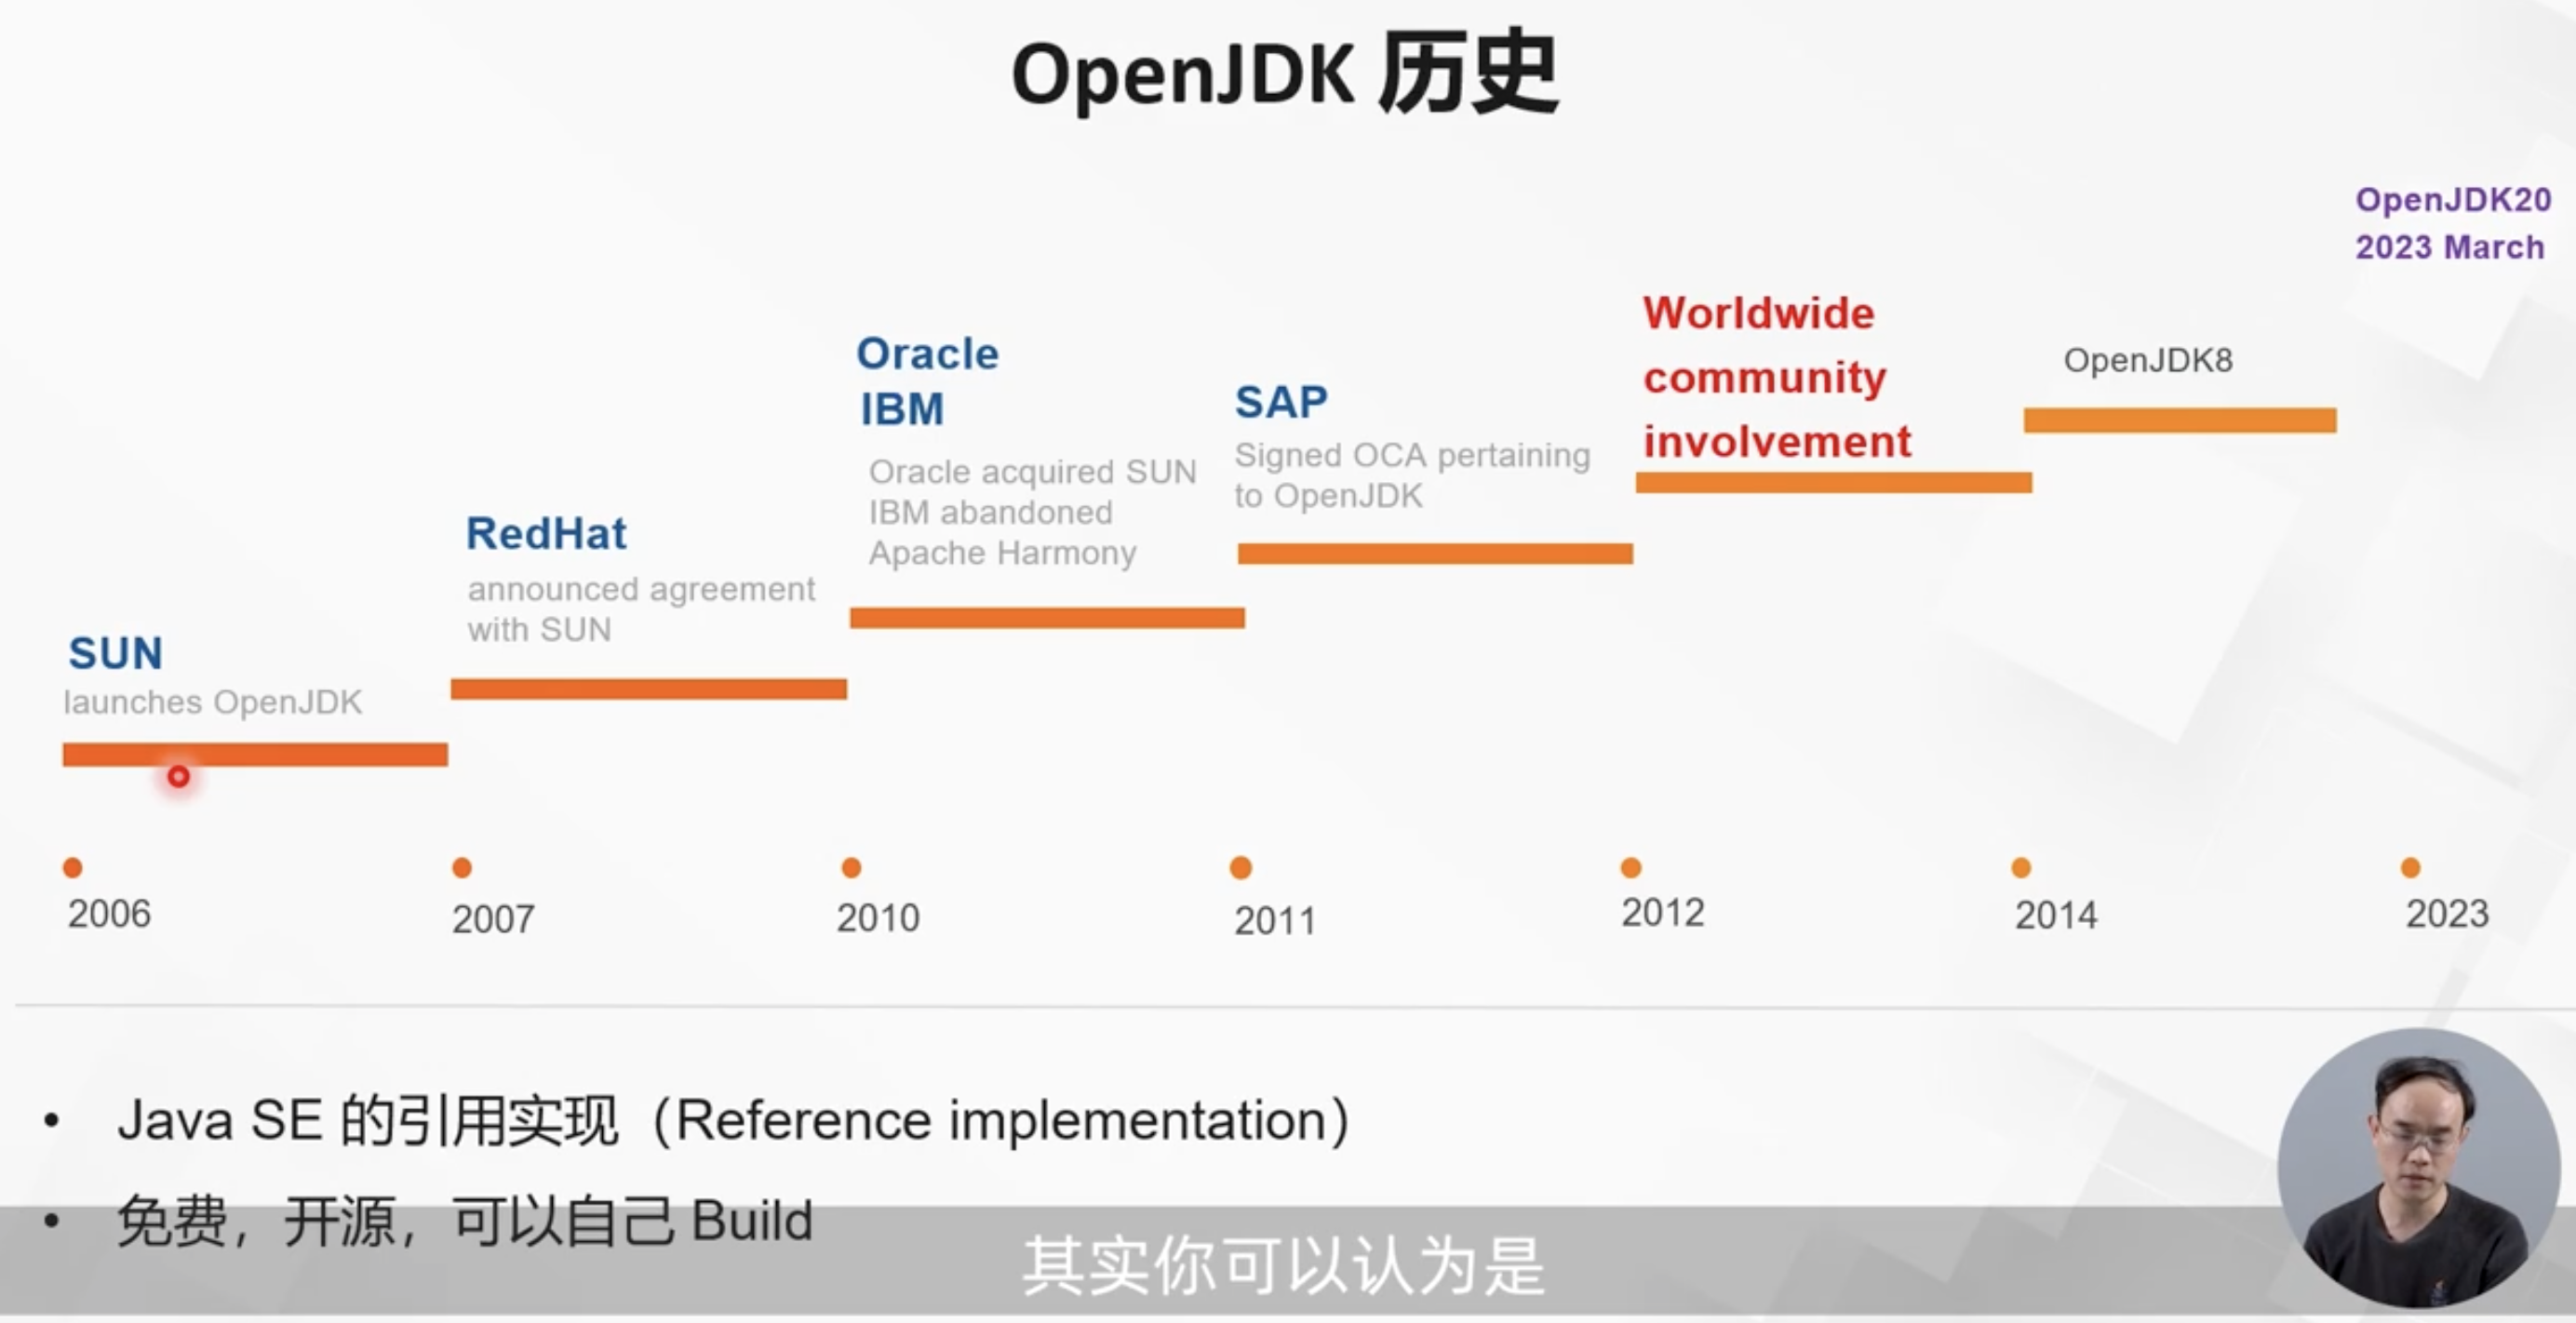 OpenJDK 历史
OpenJDK20
2023 March
Worldwide
community
involvement
OpenJDK8
Oracle
IBM
Oracle acquired SUN
IBM abandoned
Apache Harmony
SAP
Signed OCA pertaining
to OpenJDK
RedHat
announced agreement
with SUN
SUN
launches OpenJDK
2006
2007
2010
2011
2012
2014
2023
• Java SE 的引用实现（Reference implementation）
• 免费，开源，可以自己 Build
其实你可以认为是